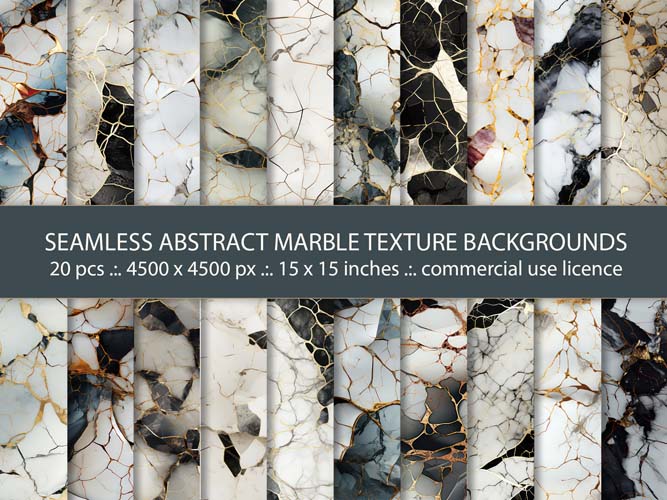 SEAMLESS ABSTRACT MARBLE TEXTURE BACKGROUNDS
20 pcs .:. 4500 x 4500 px .:. 15 x 15 inches .:. commercial use licence